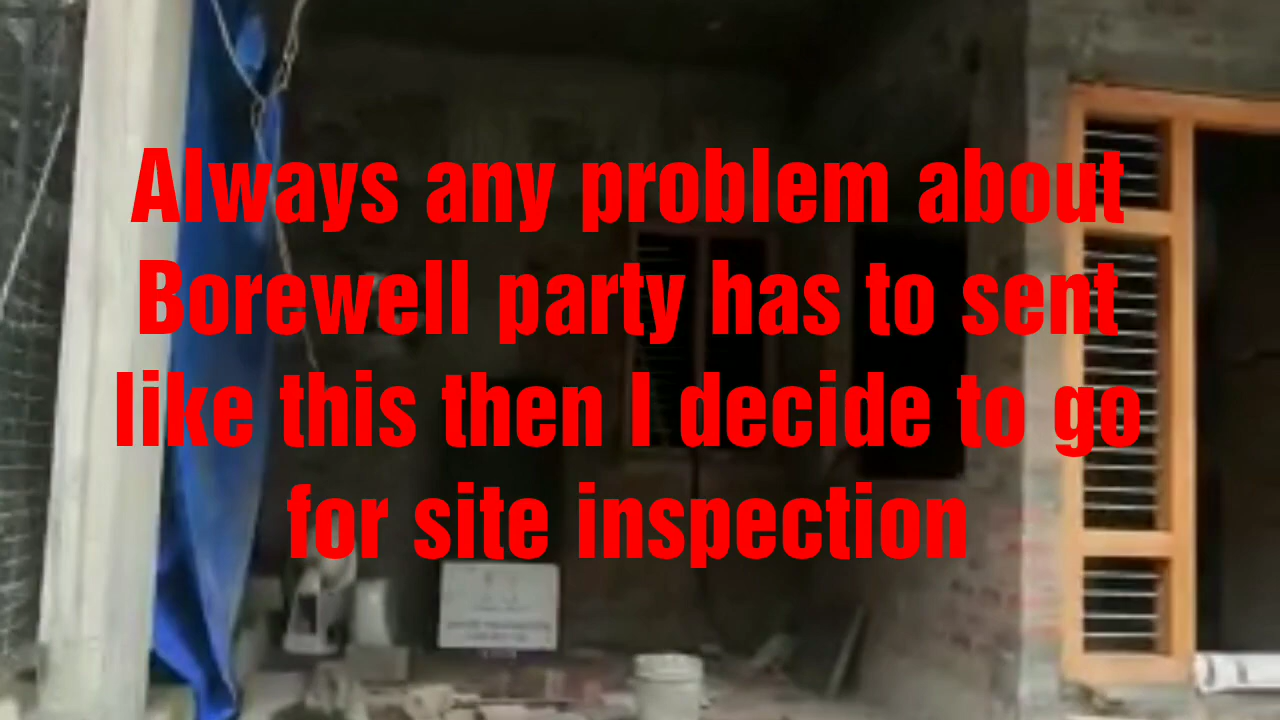 Always any problem about
Borewell party has to sent
like this then I decide to go
for site inspection